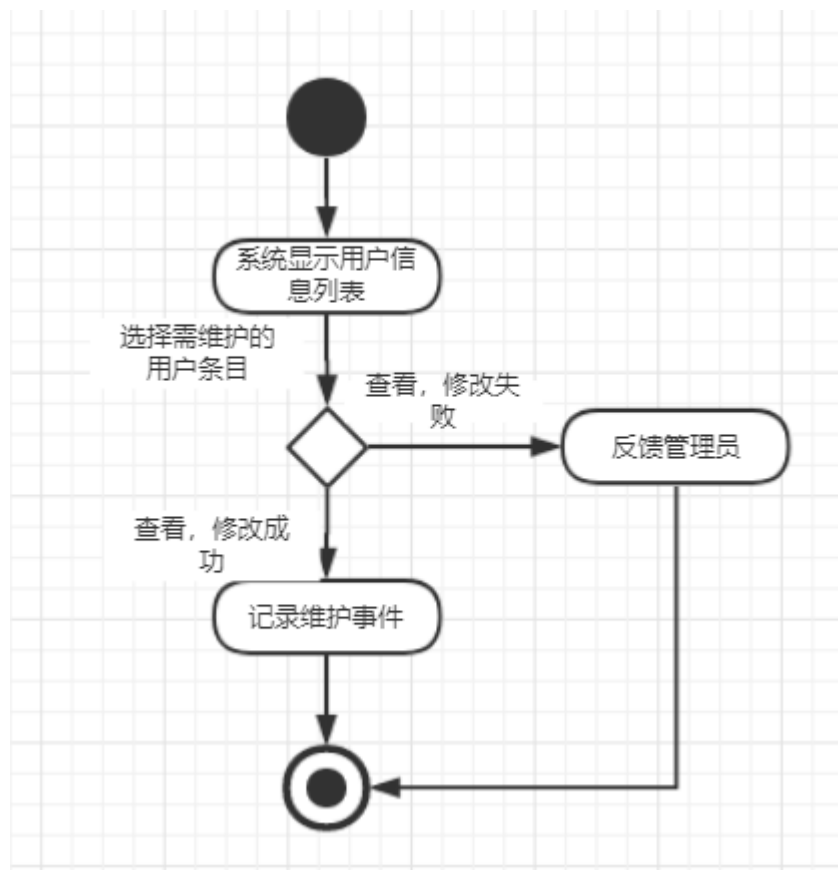 系统显示用户信
息列表
选择需维护的
用户条目
查看，修改失
败
反馈管理员
查看，修改成
功
记录维护事件